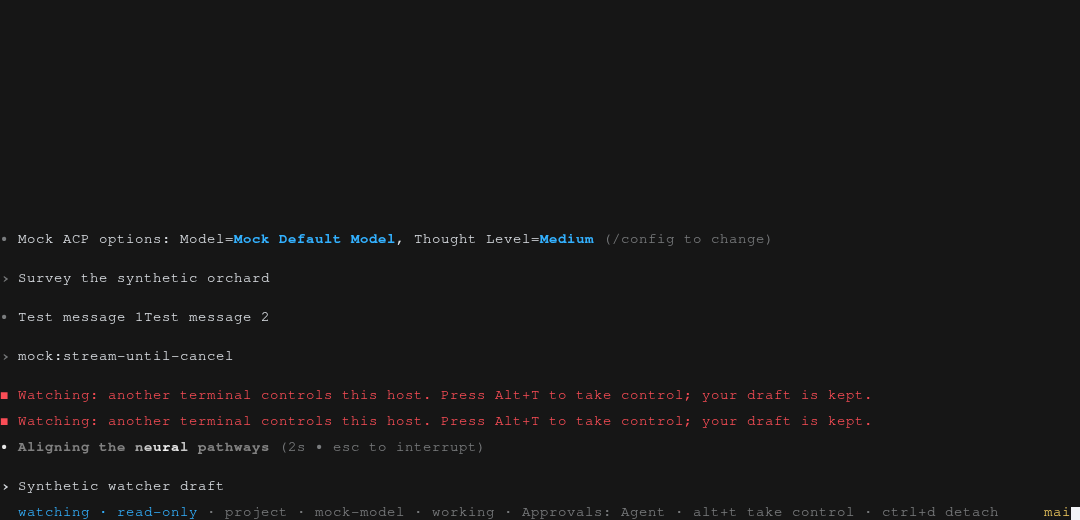 • Mock ACP options: Model=Mock Default Model, Thought Level=Medium (/config to change)
› Survey the synthetic orchard
• Test message 1Test message 2
› mock:stream-until-cancel
■ Watching: another terminal controls this host. Press Alt+T to take control; your draft is kept.
■ Watching: another terminal controls this host. Press Alt+T to take control; your draft is kept.
• Aligning the neural pathways (2s • esc to interrupt)
› Synthetic watcher draft
watching · read-only · project · mock-model · working · Approvals: Agent · alt+t take control · ctrl+d detach mai